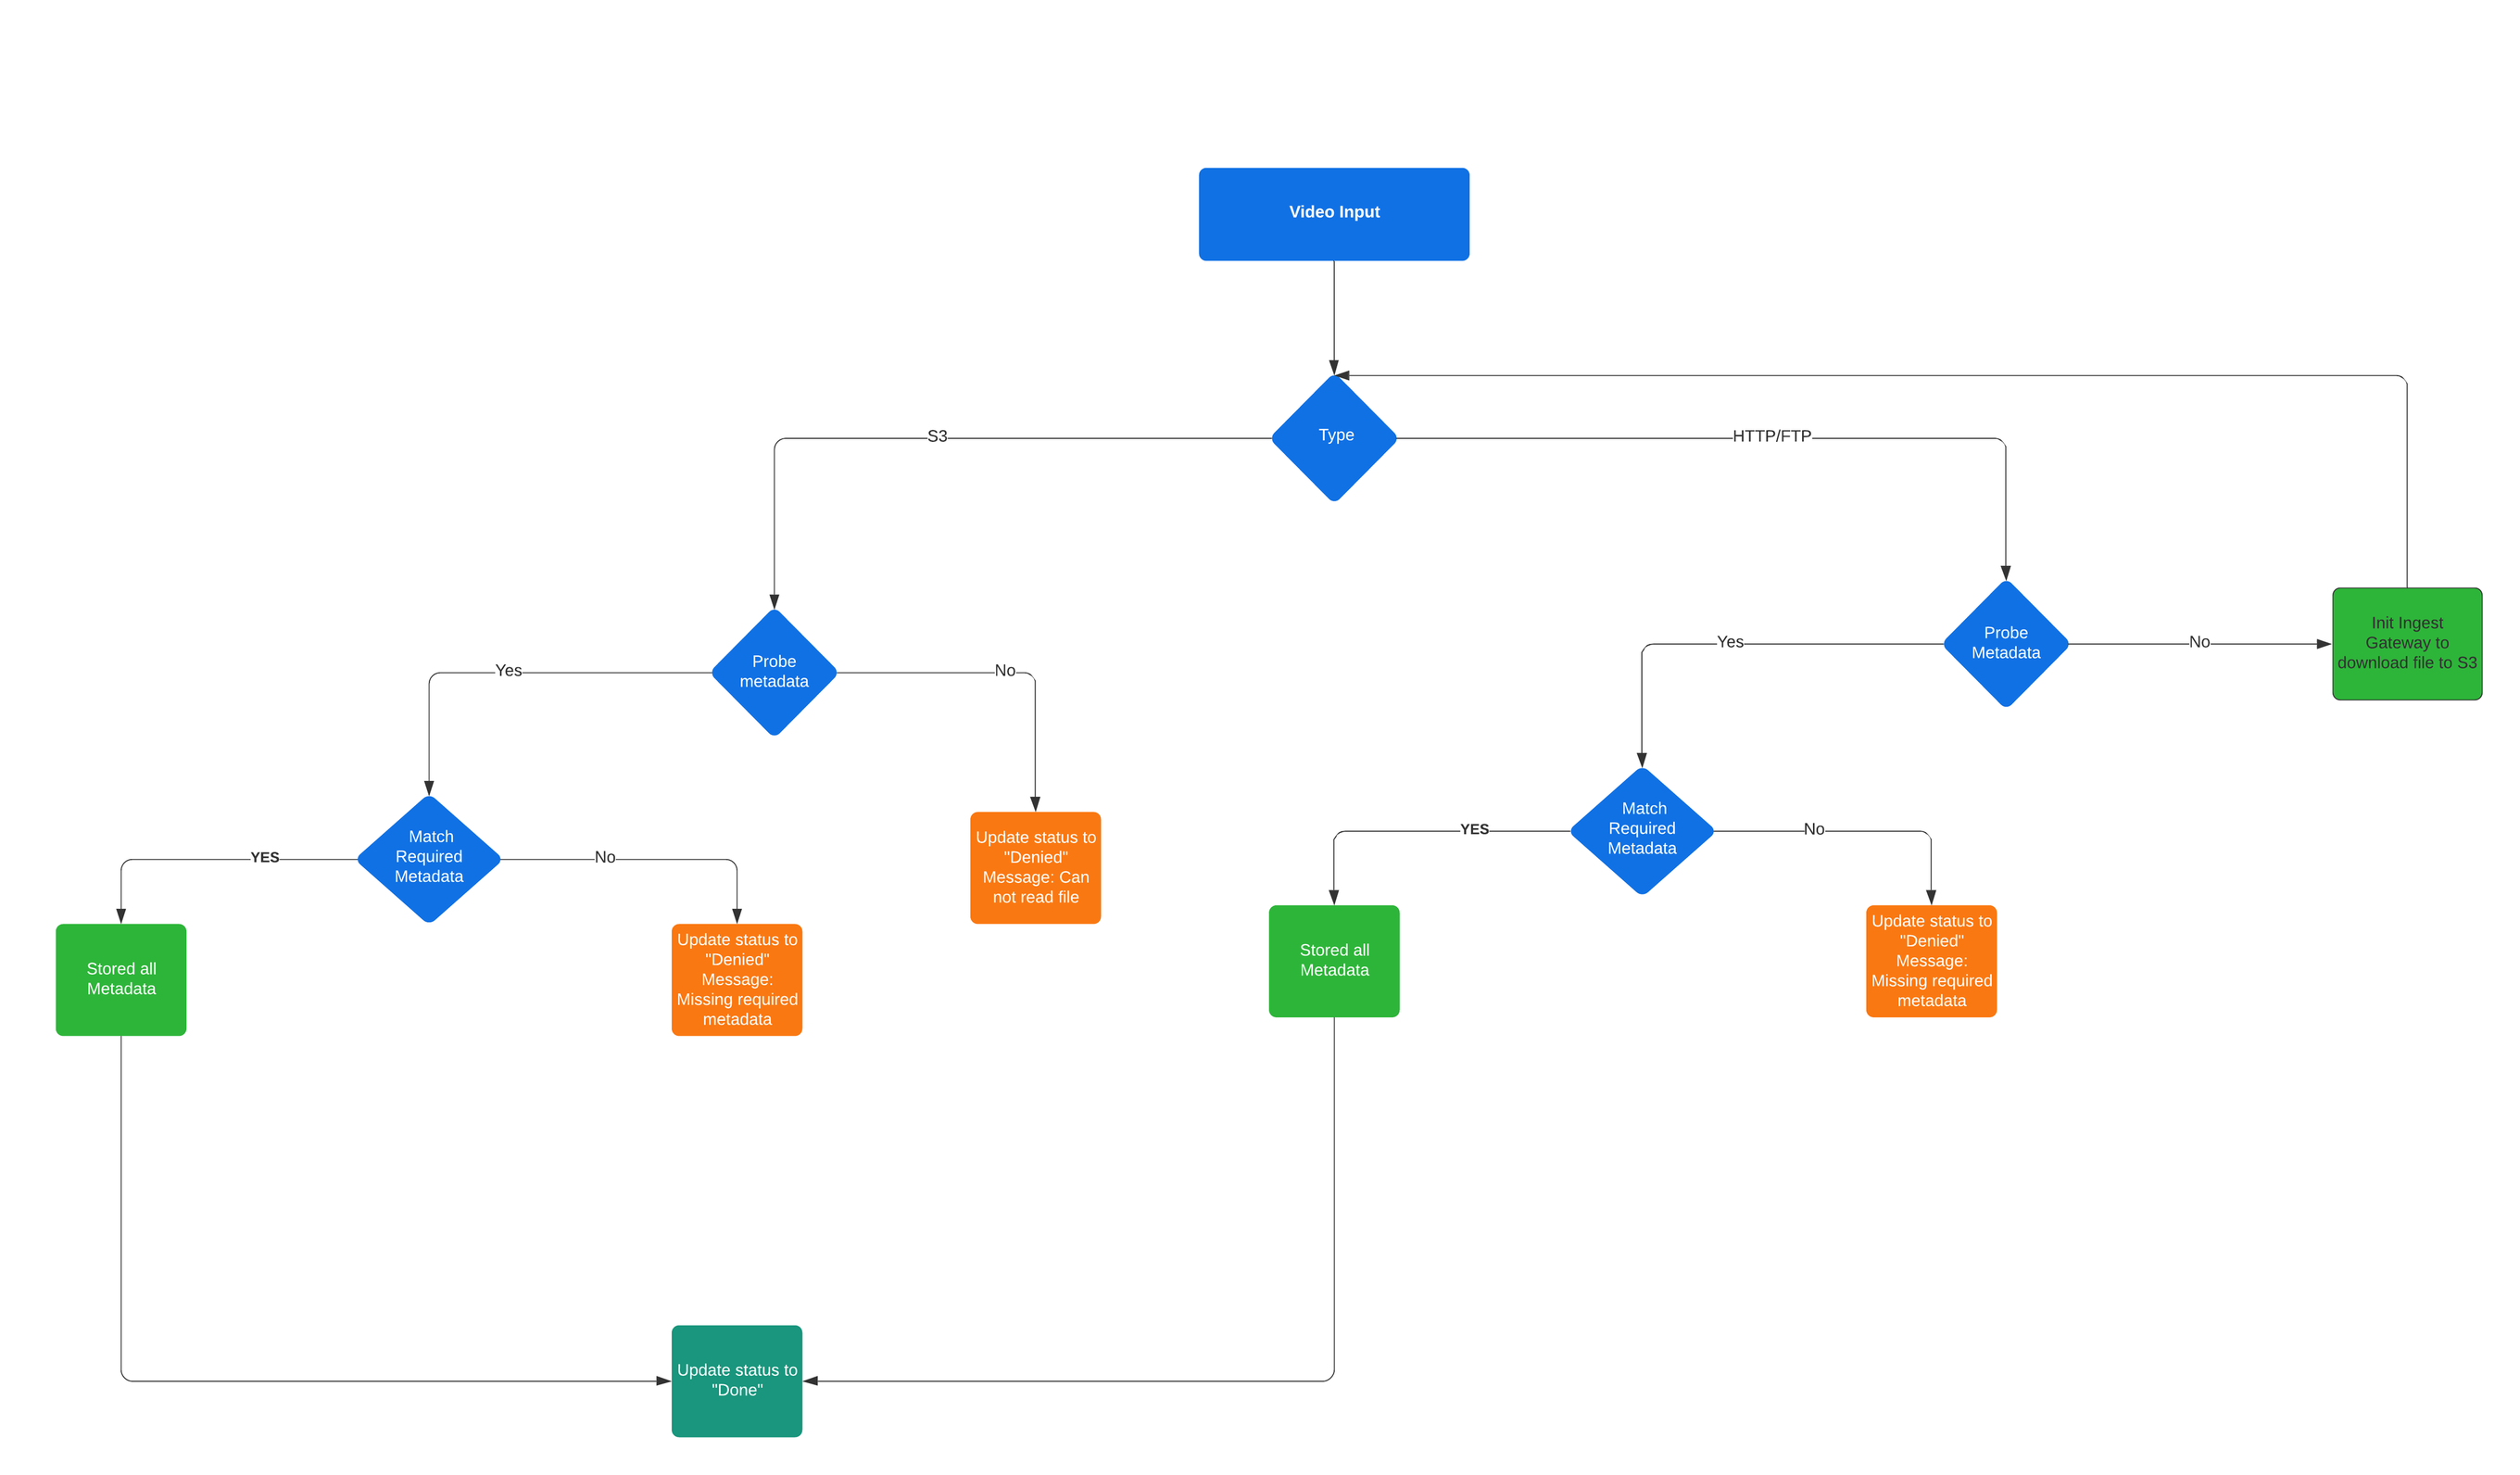 Video Input
Type
S3
HTTP/FTP
Probe
metadata
Yes
No
Probe
Metadata
Yes
No
Init Ingest
Gateway to
download file to S3
Match
Required
Metadata
YES
No
Update status to
"Denied"
Message: Can
not read file
Match
Required
Metadata
YES
No
Stored all
Metadata
Update status to
"Denied"
Message:
Missing required
metadata
Stored all
Metadata
Update status to
"Denied"
Message:
Missing required
metadata
Update status to
"Done"